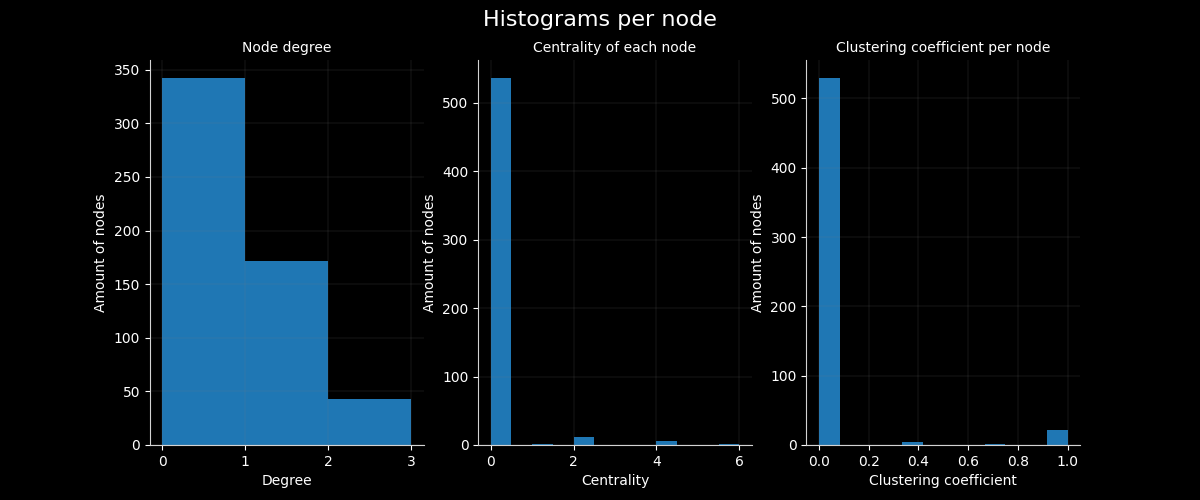 Histograms per node
Node degree
Amount of nodes
350
300
250
200
150
100
50
0
0 1 2 3
Degree
Centrality of each node
Amount of nodes
500
400
300
200
100
0
0 2 4 6
Centrality
Clustering coefficient per node
Amount of nodes
500
400
300
200
100
0
0.0 0.2 0.4 0.6 0.8 1.0
Clustering coefficient